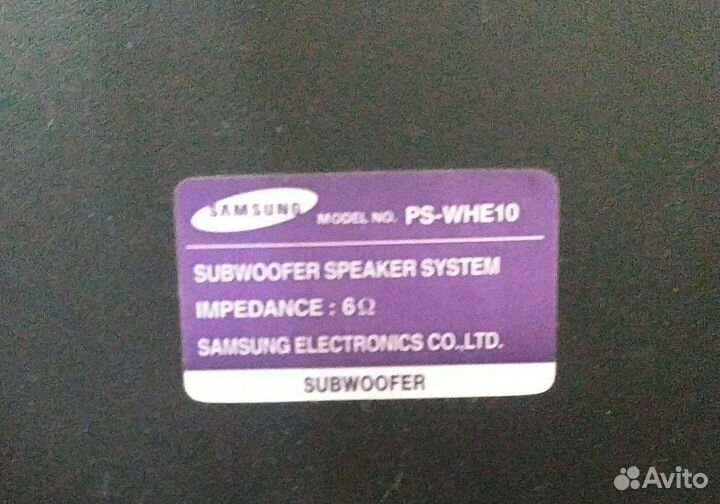 SAMSUNG MODEL NO. PS-WHE10
SUBWOOFER SPEAKER SYSTEM
IMPEDANCE : 6Ω
SAMSUNG ELECTRONICS CO.,LTD.
SUBWOOFER
Avito